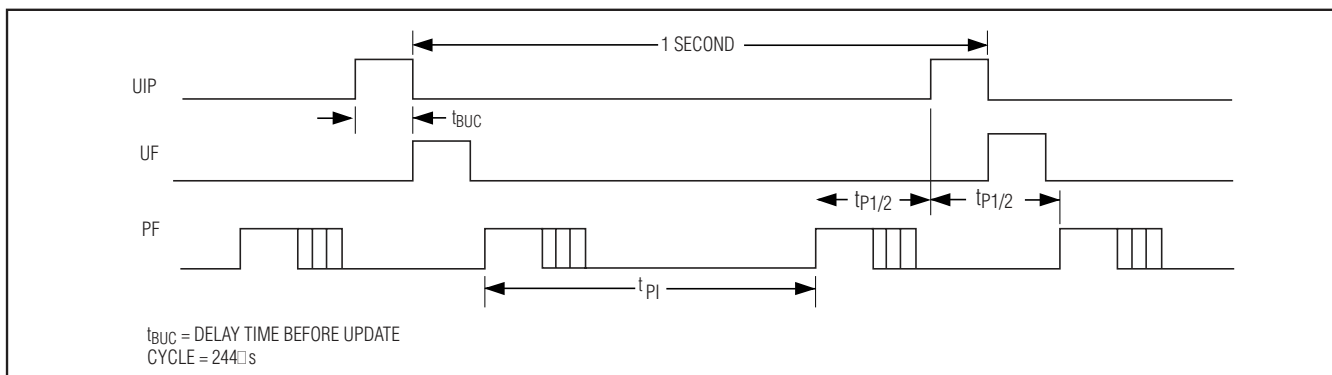 1 SECOND
UIP
tBUC
UF
tP1/2
tP1/2
PF
tPI
tBUC = DELAY TIME BEFORE UPDATE
CYCLE = 244□s